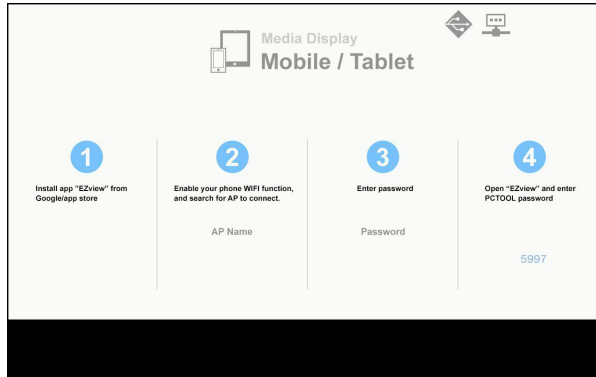 Media Display
Mobile / Tablet
1
Install app "EZview" from
Google/app store
2
Enable your phone WIFI function,
and search for AP to connect.
AP Name
3
Enter password
Password
4
Open "EZview" and enter
PCTOOL password
5997